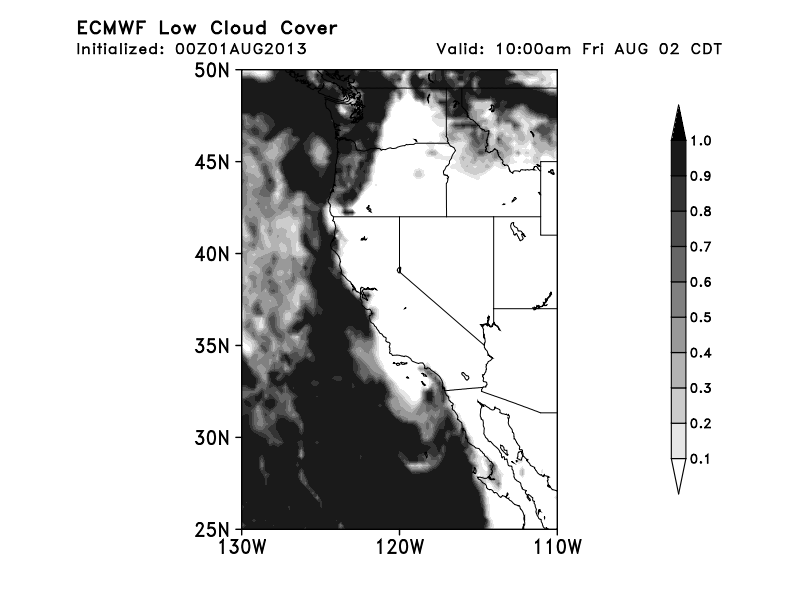 ECMWF Low Cloud Cover
Initialized: 00Z01AUG2013 Valid: 10:00am Fri AUG 02 CDT
50N
45N
40N
35N
30N
25N
130W 120W 110W
1.0
0.9
0.8
0.7
0.6
0.5
0.4
0.3
0.2
0.1